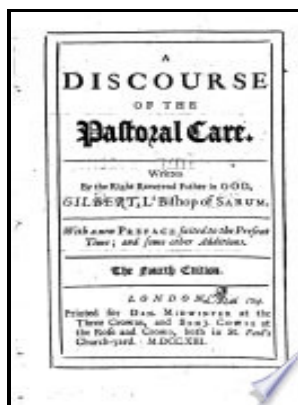 A
DISCOURSE
OF THE
Paſtoral Care.
Written
By the Right Reverend Father in GOD,
GILBERT, Lᵈ Biſhop of SARUM.
With a new PREFACE ſuited to the Preſent
Time; and ſome other Additions.
The Fourth Edition.
LONDON,
Printed for DAN. MIDWINTER at the
Three Crowns, and BENJ. COWSE at
the Roſe and Crown, both in St. Paul's
Church-yard. MDCCXIII.